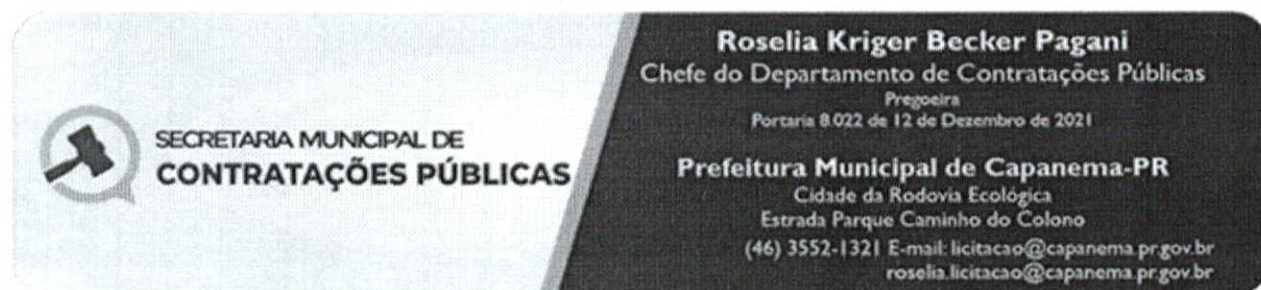 SECRETARIA MUNICIPAL DE
CONTRATAÇÕES PÚBLICAS
Roselia Kriger Becker Pagani
Chefe do Departamento de Contratações Públicas
Pregoeira
Portaria 8.022 de 12 de Dezembro de 2021
Prefeitura Municipal de Capanema-PR
Cidade da Rodovia Ecológica
Estrada Parque Caminho do Colono
(46) 3552-1321 E-mail: licitacao@capanema.pr.gov.br
roselia.licitacao@capanema.pr.gov.br